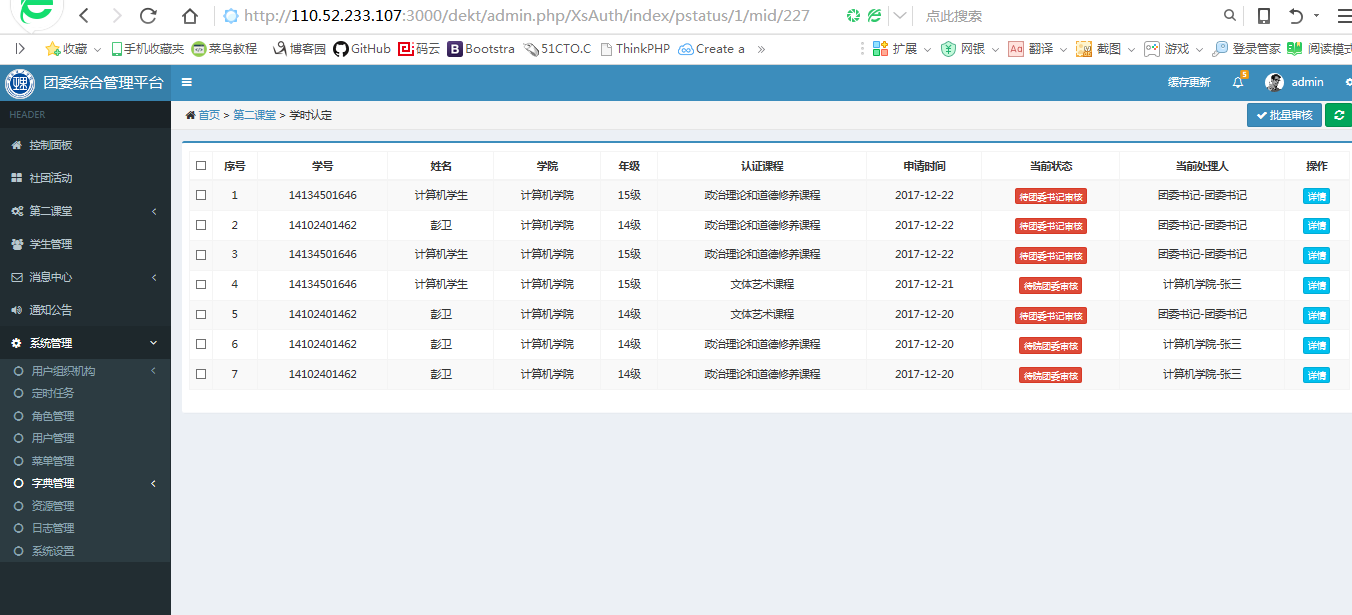 http://110.52.233.107:3000/dekt/admin.php/XsAuth/index/pstatus/1/mid/227 点此搜索
收藏 手机收藏夹 菜鸟教程 博客园 GitHub 码云 Bootstra 51CTO.C ThinkPHP Create a » 扩展 网银 翻译 截图 游戏 登录管家 阅读模式
团委综合管理平台 缓存更新 5 admin
HEADER 首页 > 第二课堂 > 学时认定 批量审核
控制面板
社团活动
第二课堂
学生管理
消息中心
通知公告
系统管理
用户组织机构
定时任务
角色管理
用户管理
菜单管理
字典管理
资源管理
日志管理
系统设置
序号 学号 姓名 学院 年级 认证课程 申请时间 当前状态 当前处理人 操作
1 14134501646 计算机学生 计算机学院 15级 政治理论和道德修养课程 2017-12-22 待团委书记审核 团委书记-团委书记 详情
2 14102401462 彭卫 计算机学院 14级 政治理论和道德修养课程 2017-12-22 待团委书记审核 团委书记-团委书记 详情
3 14134501646 计算机学生 计算机学院 15级 政治理论和道德修养课程 2017-12-22 待团委书记审核 团委书记-团委书记 详情
4 14134501646 计算机学生 计算机学院 15级 文体艺术课程 2017-12-21 待院团委审核 计算机学院-张三 详情
5 14102401462 彭卫 计算机学院 14级 文体艺术课程 2017-12-20 待团委书记审核 团委书记-团委书记 详情
6 14102401462 彭卫 计算机学院 14级 政治理论和道德修养课程 2017-12-20 待院团委审核 计算机学院-张三 详情
7 14102401462 彭卫 计算机学院 14级 政治理论和道德修养课程 2017-12-20 待院团委审核 计算机学院-张三 详情